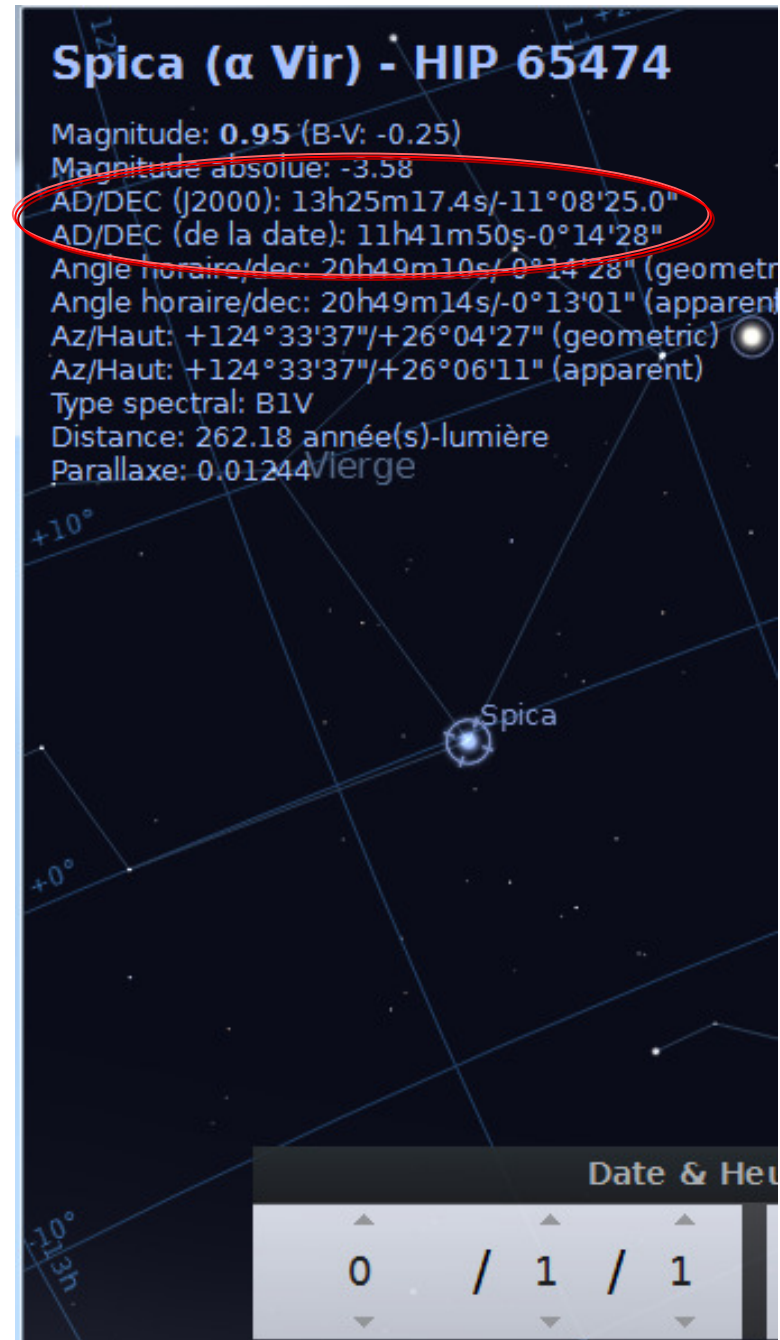 12
11
+2
Spica (α Vir) - HIP 65474
Magnitude: 0.95 (B-V: -0.25)
Magnitude absolue: -3.58
AD/DEC (J2000): 13h25m17.4s/-11°08'25.0"
AD/DEC (de la date): 11h41m50s-0°14'28"
Angle horaire/dec: 20h49m10s/-0°14'28" (geometr
Angle horaire/dec: 20h49m14s/-0°13'01" (apparent
Az/Haut: +124°33'37"/+26°04'27" (geometric)
Az/Haut: +124°33'37"/+26°06'11" (apparent)
Type spectral: B1V
Distance: 262.18 année(s)-lumière
Parallaxe: 0.01244
Vierge
+10°
Spica
+0°
Date & Heu
-10°
13h
0 / 1 / 1